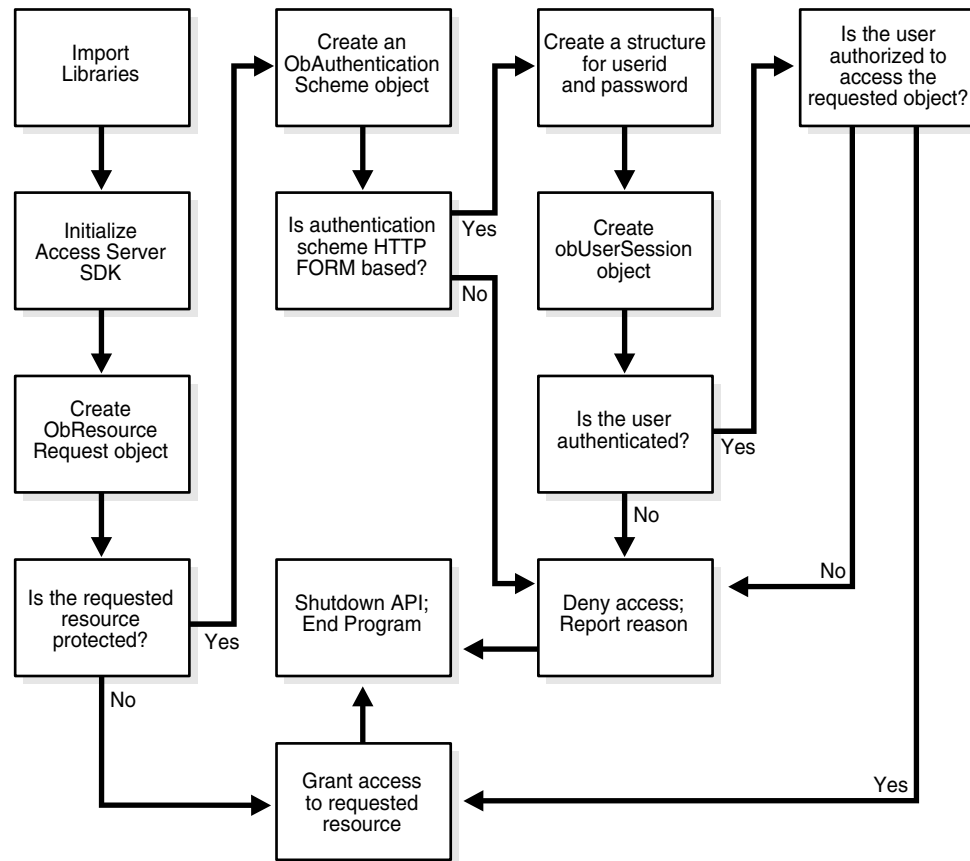 Import
Libraries
Initialize
Access Server
SDK
Create
ObResource
Request object
Is the requested
resource
protected?
Yes
No
Create an
ObAuthentication
Scheme object
Is authentication
scheme HTTP
FORM based?
Yes
No
Create a structure
for userid
and password
Create
obUserSession
object
Is the user
authenticated?
Yes
No
Is the user
authorized to
access the
requested object?
No
Yes
Deny access;
Report reason
Shutdown API;
End Program
Grant access
to requested
resource